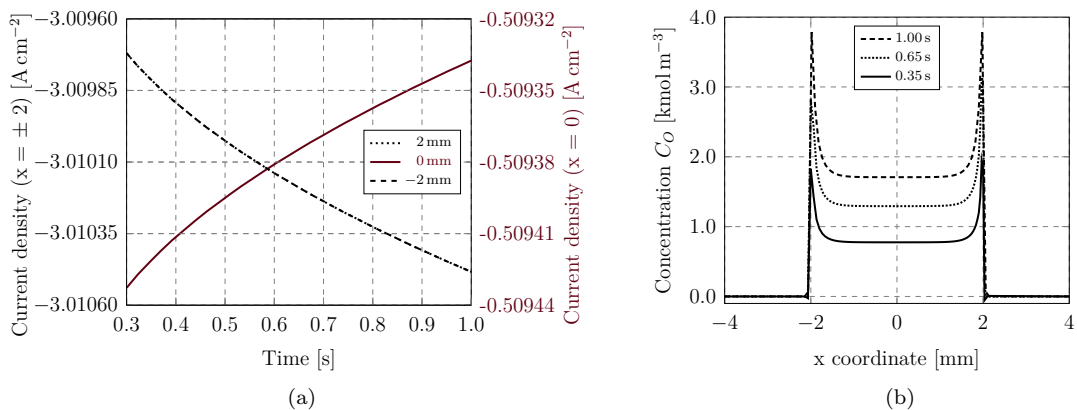 Current density (x = ± 2) [A cm⁻²]
−3.00960
−3.00985
−3.01010
−3.01035
−3.01060
0.3 0.4 0.5 0.6 0.7 0.8 0.9 1.0
Time [s]
2 mm
0 mm
−2 mm
-0.50932
-0.50935
-0.50938
-0.50941
-0.50944
Current density (x = 0) [A cm⁻²]
(a)
Concentration C_O [kmol m⁻³]
4.0
3.0
2.0
1.0
0.0
−4 −2 0 2 4
x coordinate [mm]
1.00 s
0.65 s
0.35 s
(b)